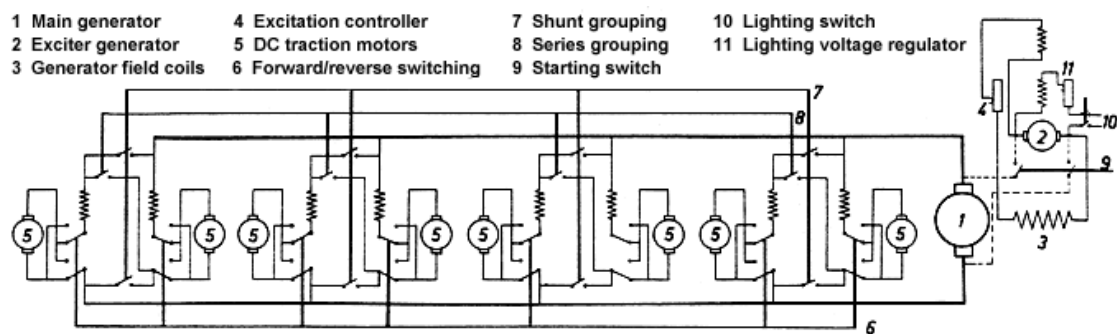 1 Main generator
2 Exciter generator
3 Generator field coils
4 Excitation controller
5 DC traction motors
6 Forward/reverse switching
7 Shunt grouping
8 Series grouping
9 Starting switch
10 Lighting switch
11 Lighting voltage regulator
7
8
11
4
10
2
9
5
5
5
5
5
5
5
5
1
3
6